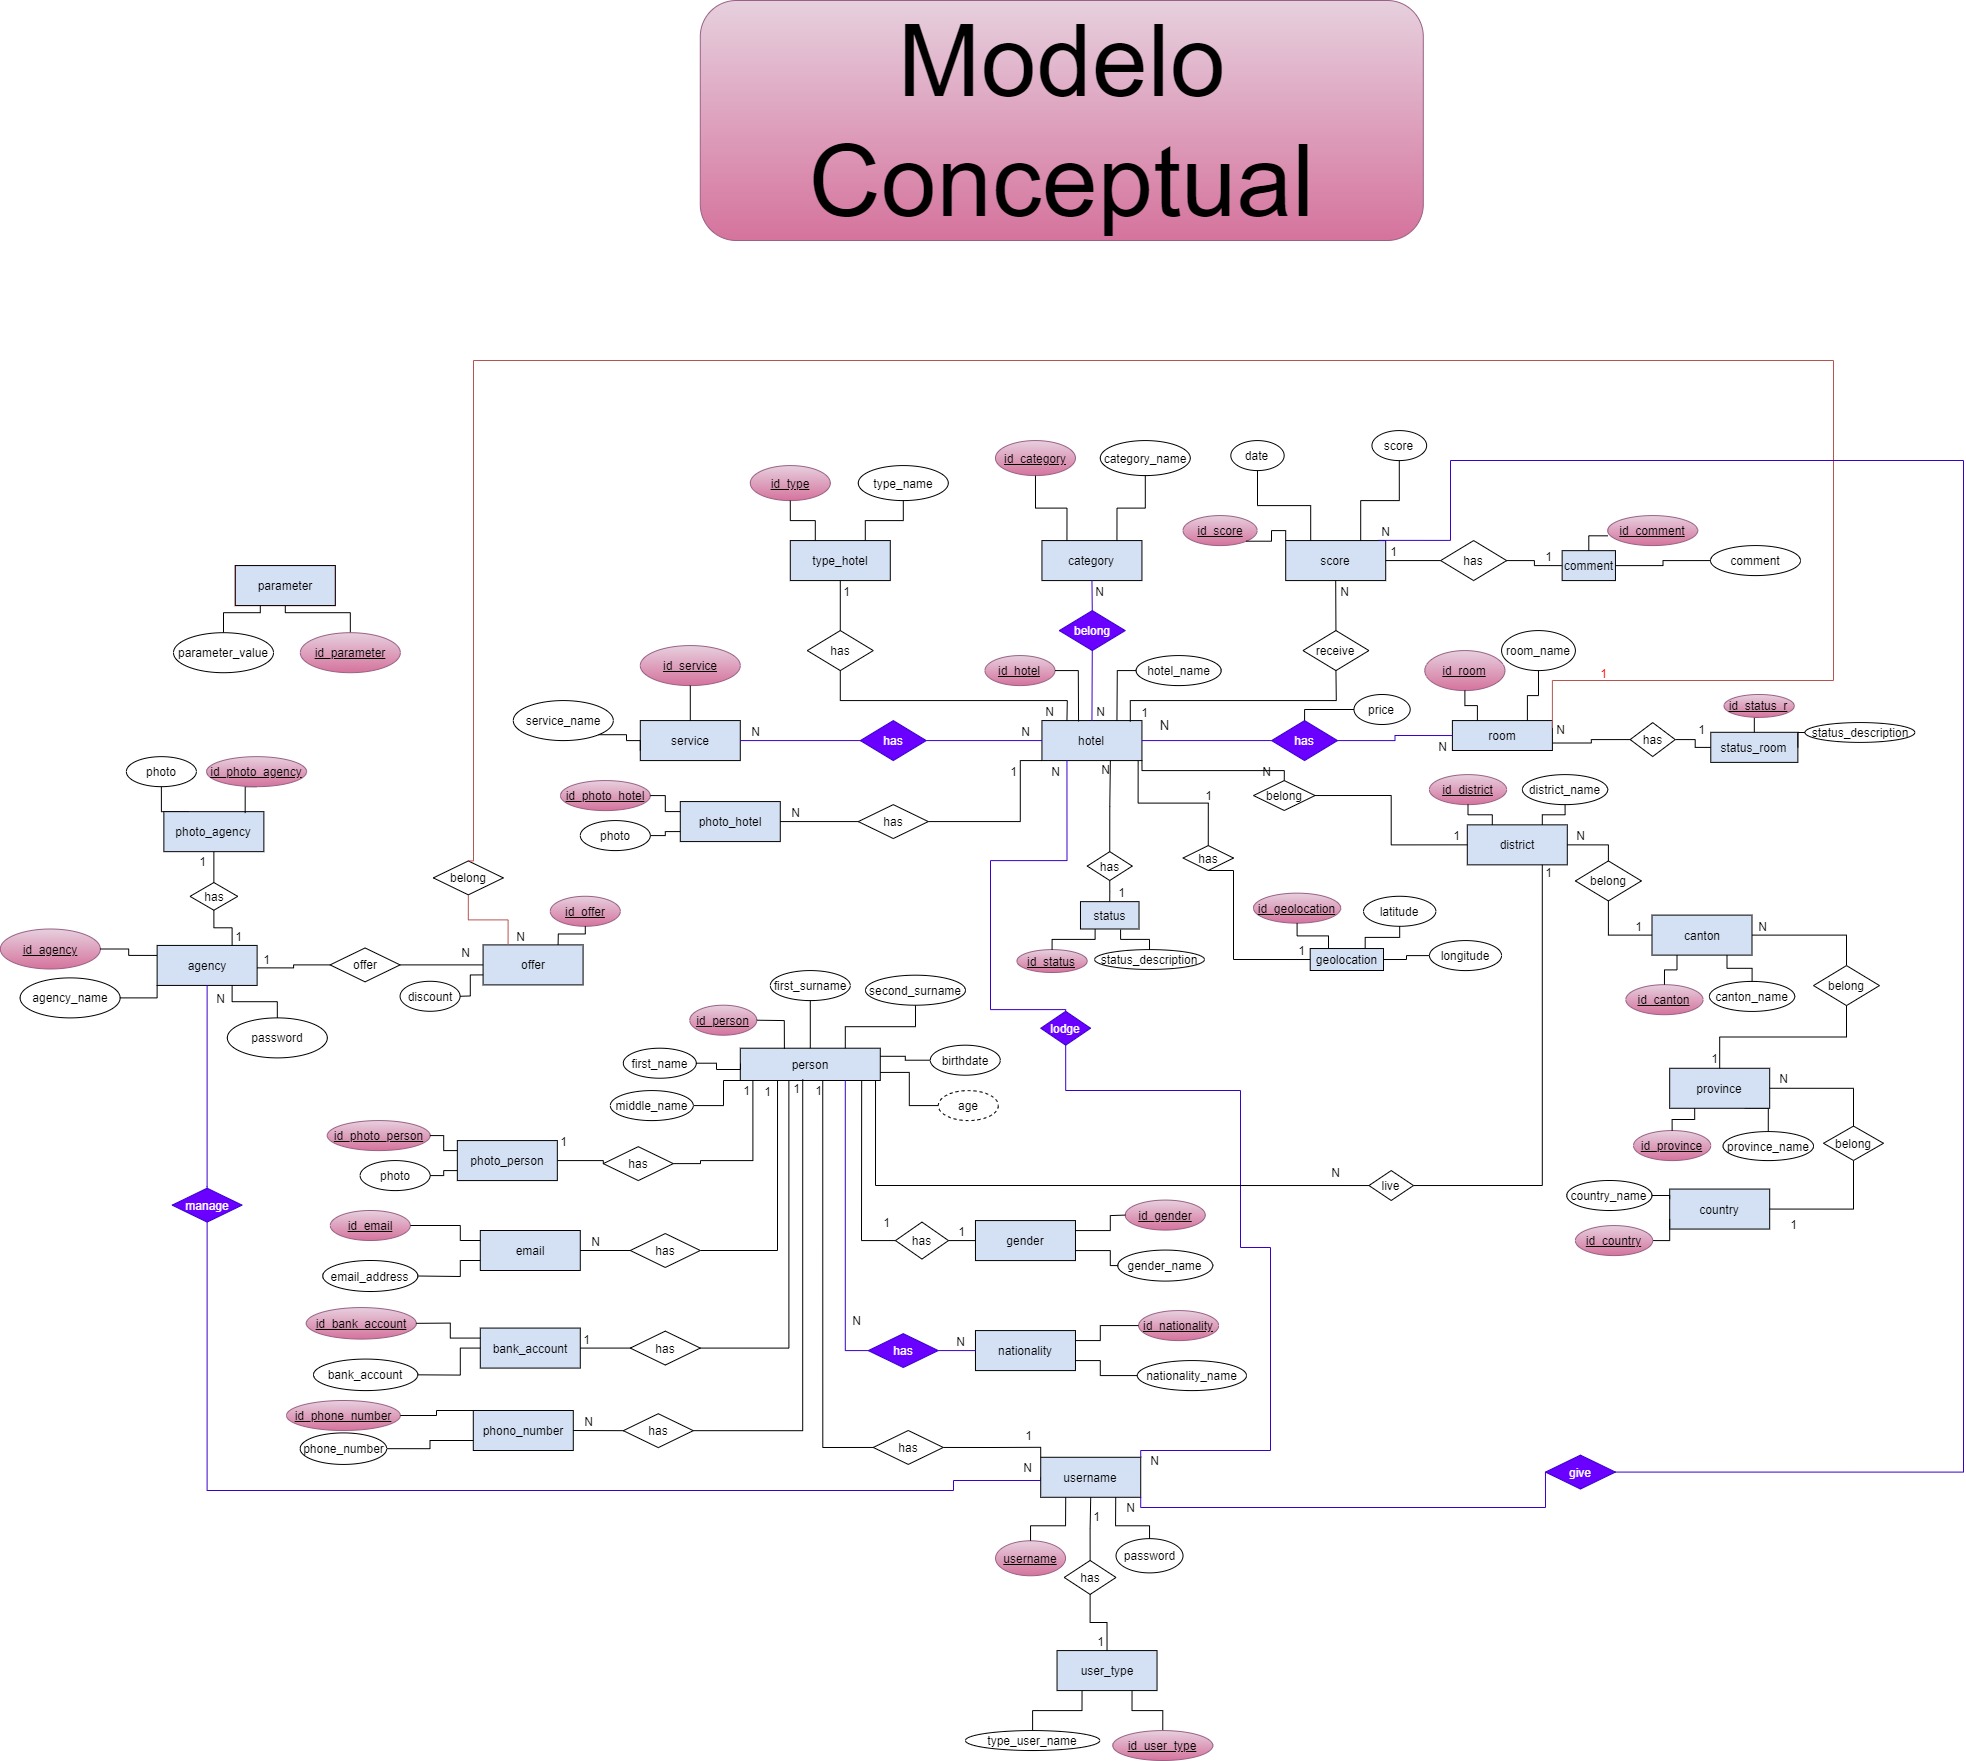 Modelo
Conceptual
score
date
id_category
category_name
id_type
type_name
N
id_score
id_comment
type_hotel
category
score
1
has
1
comment
comment
parameter
1
N
N
belong
has
receive
parameter_value
id_parameter
id_service
id_hotel
hotel_name
id_room
room_name
1
price
id_status_r
service_name
N
N
1
N
service
N
has
N
hotel
has
N
room
N
has
1
status_room
status_description
photo
id_photo_agency
1
N
N
N
id_photo_hotel
photo
photo_hotel
N
has
1
belong
id_district
district_name
photo_agency
1
district
N
1
has
has
1
belong
1
belong
has
1
status
id_offer
id_geolocation
latitude
id_agency
1
N
1
canton
N
agency
1
offer
N
offer
id_status
status_description
1
geolocation
longitude
agency_name
N
discount
password
first_surname
second_surname
id_person
lodge
id_canton
canton_name
belong
first_name
person
birthdate
1
1
1
1
1
middle_name
age
province
N
id_photo_person
photo
photo_person
1
has
id_province
province_name
belong
N
live
manage
country_name
country
1
id_country
id_email
email_address
email
N
has
1
has
1
gender
id_gender
gender_name
id_bank_account
bank_account
bank_account
1
has
N
has
N
nationality
id_nationality
nationality_name
id_phone_number
phone_number
phono_number
N
has
has
1
N
N
username
N
give
1
username
password
has
1
user_type
type_user_name
id_user_type